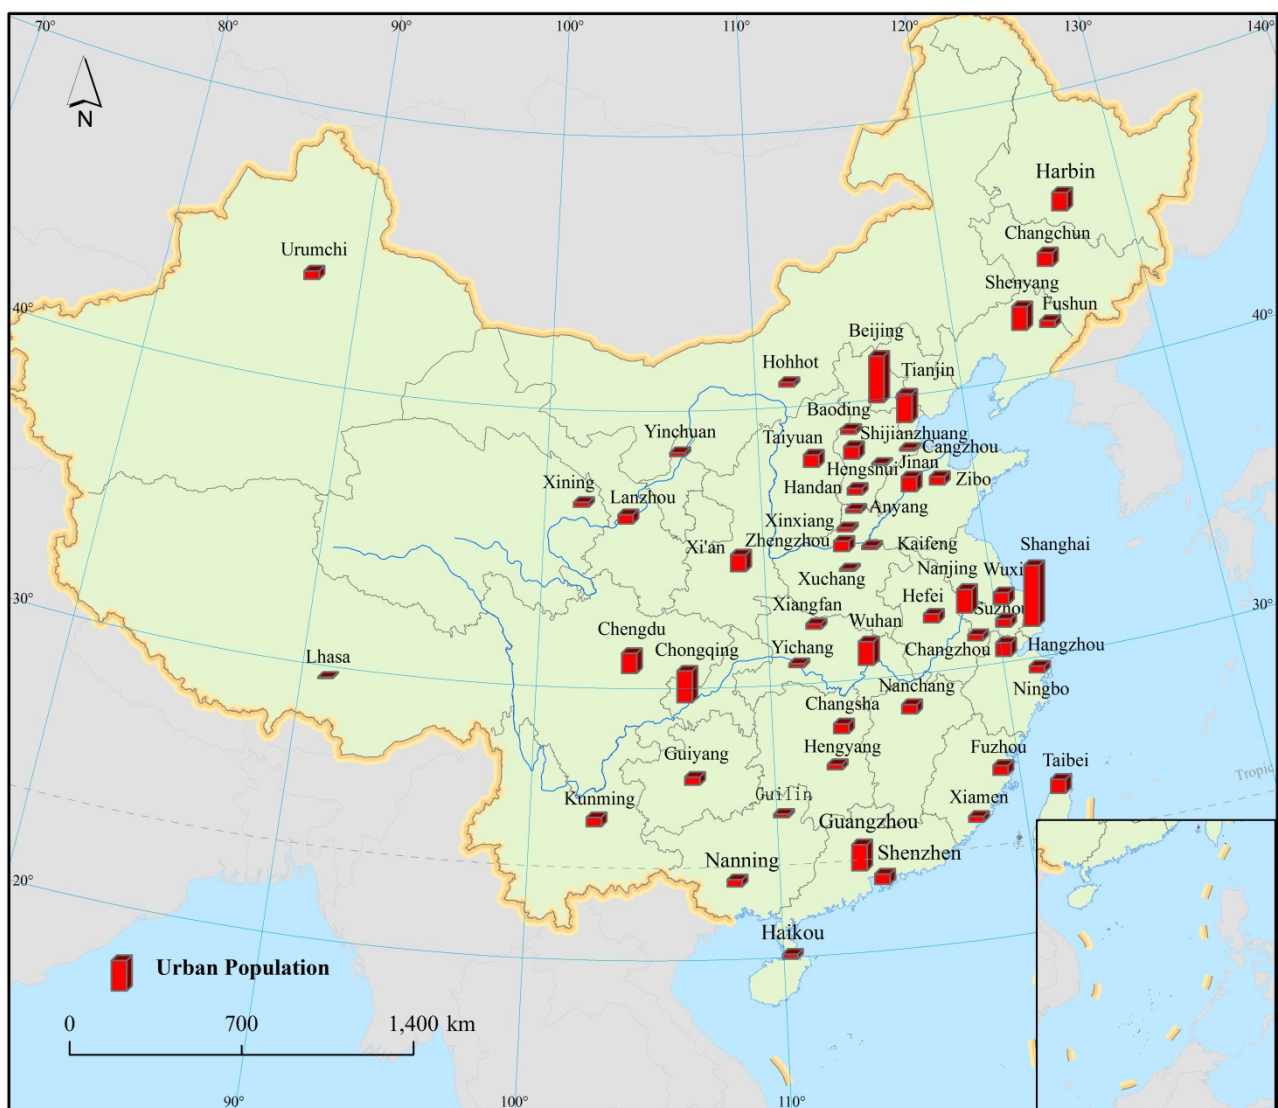 70°
80°
90°
100°
110°
120°
130°
140°
N
Harbin
Changchun
Urumchi
Shenyang
Fushun
40°
40°
Beijing
Hohhot
Tianjin
Baoding
Shijianzhuang
Yinchuan
Taiyuan
Cangzhou
Jinan
Hengshui
Zibo
Xining
Handan
Lanzhou
Anyang
Xinxiang
Zhengzhou
Kaifeng
Xi'an
Shanghai
Xuchang
Nanjing
Wuxi
Hefei
30°
Xiangfan
Suzhou
30°
Wuhan
Chengdu
Chongqing
Yichang
Changzhou
Hangzhou
Lhasa
Nanchang
Ningbo
Changsha
Hengyang
Guiyang
Fuzhou
Taibei
Tropic
Guilin
Kunming
Xiamen
Guangzhou
Shenzhen
Nanning
20°
Haikou
Urban Population
0 700 1,400 km
90°
100°
110°